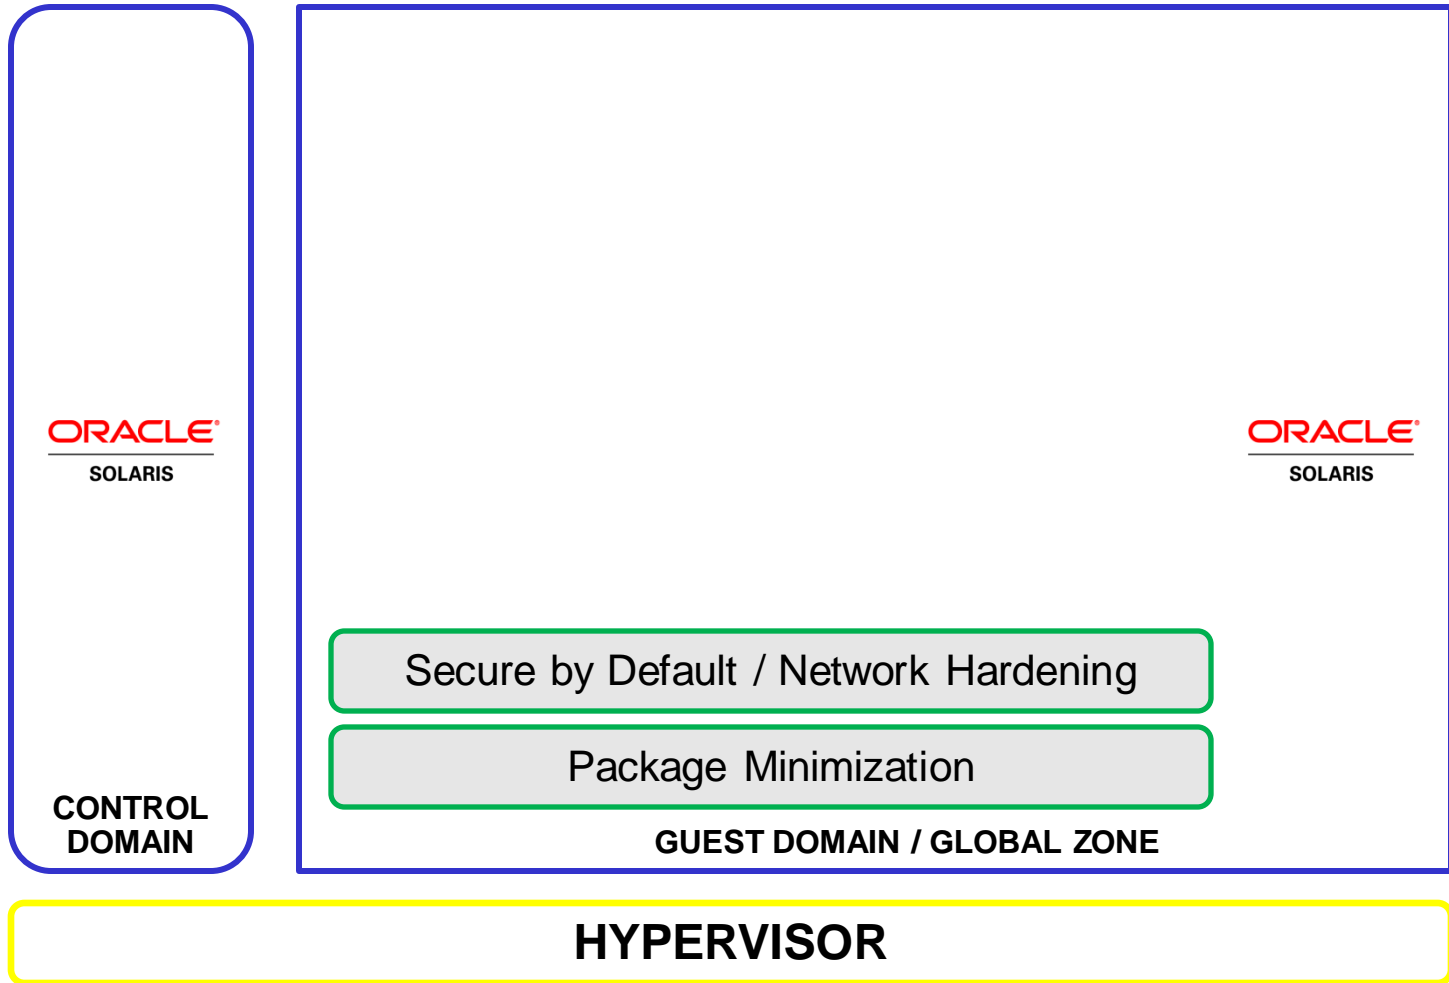 ORACLE®
SOLARIS
ORACLE®
SOLARIS
Secure by Default / Network Hardening
Package Minimization
CONTROL
DOMAIN
GUEST DOMAIN / GLOBAL ZONE
HYPERVISOR